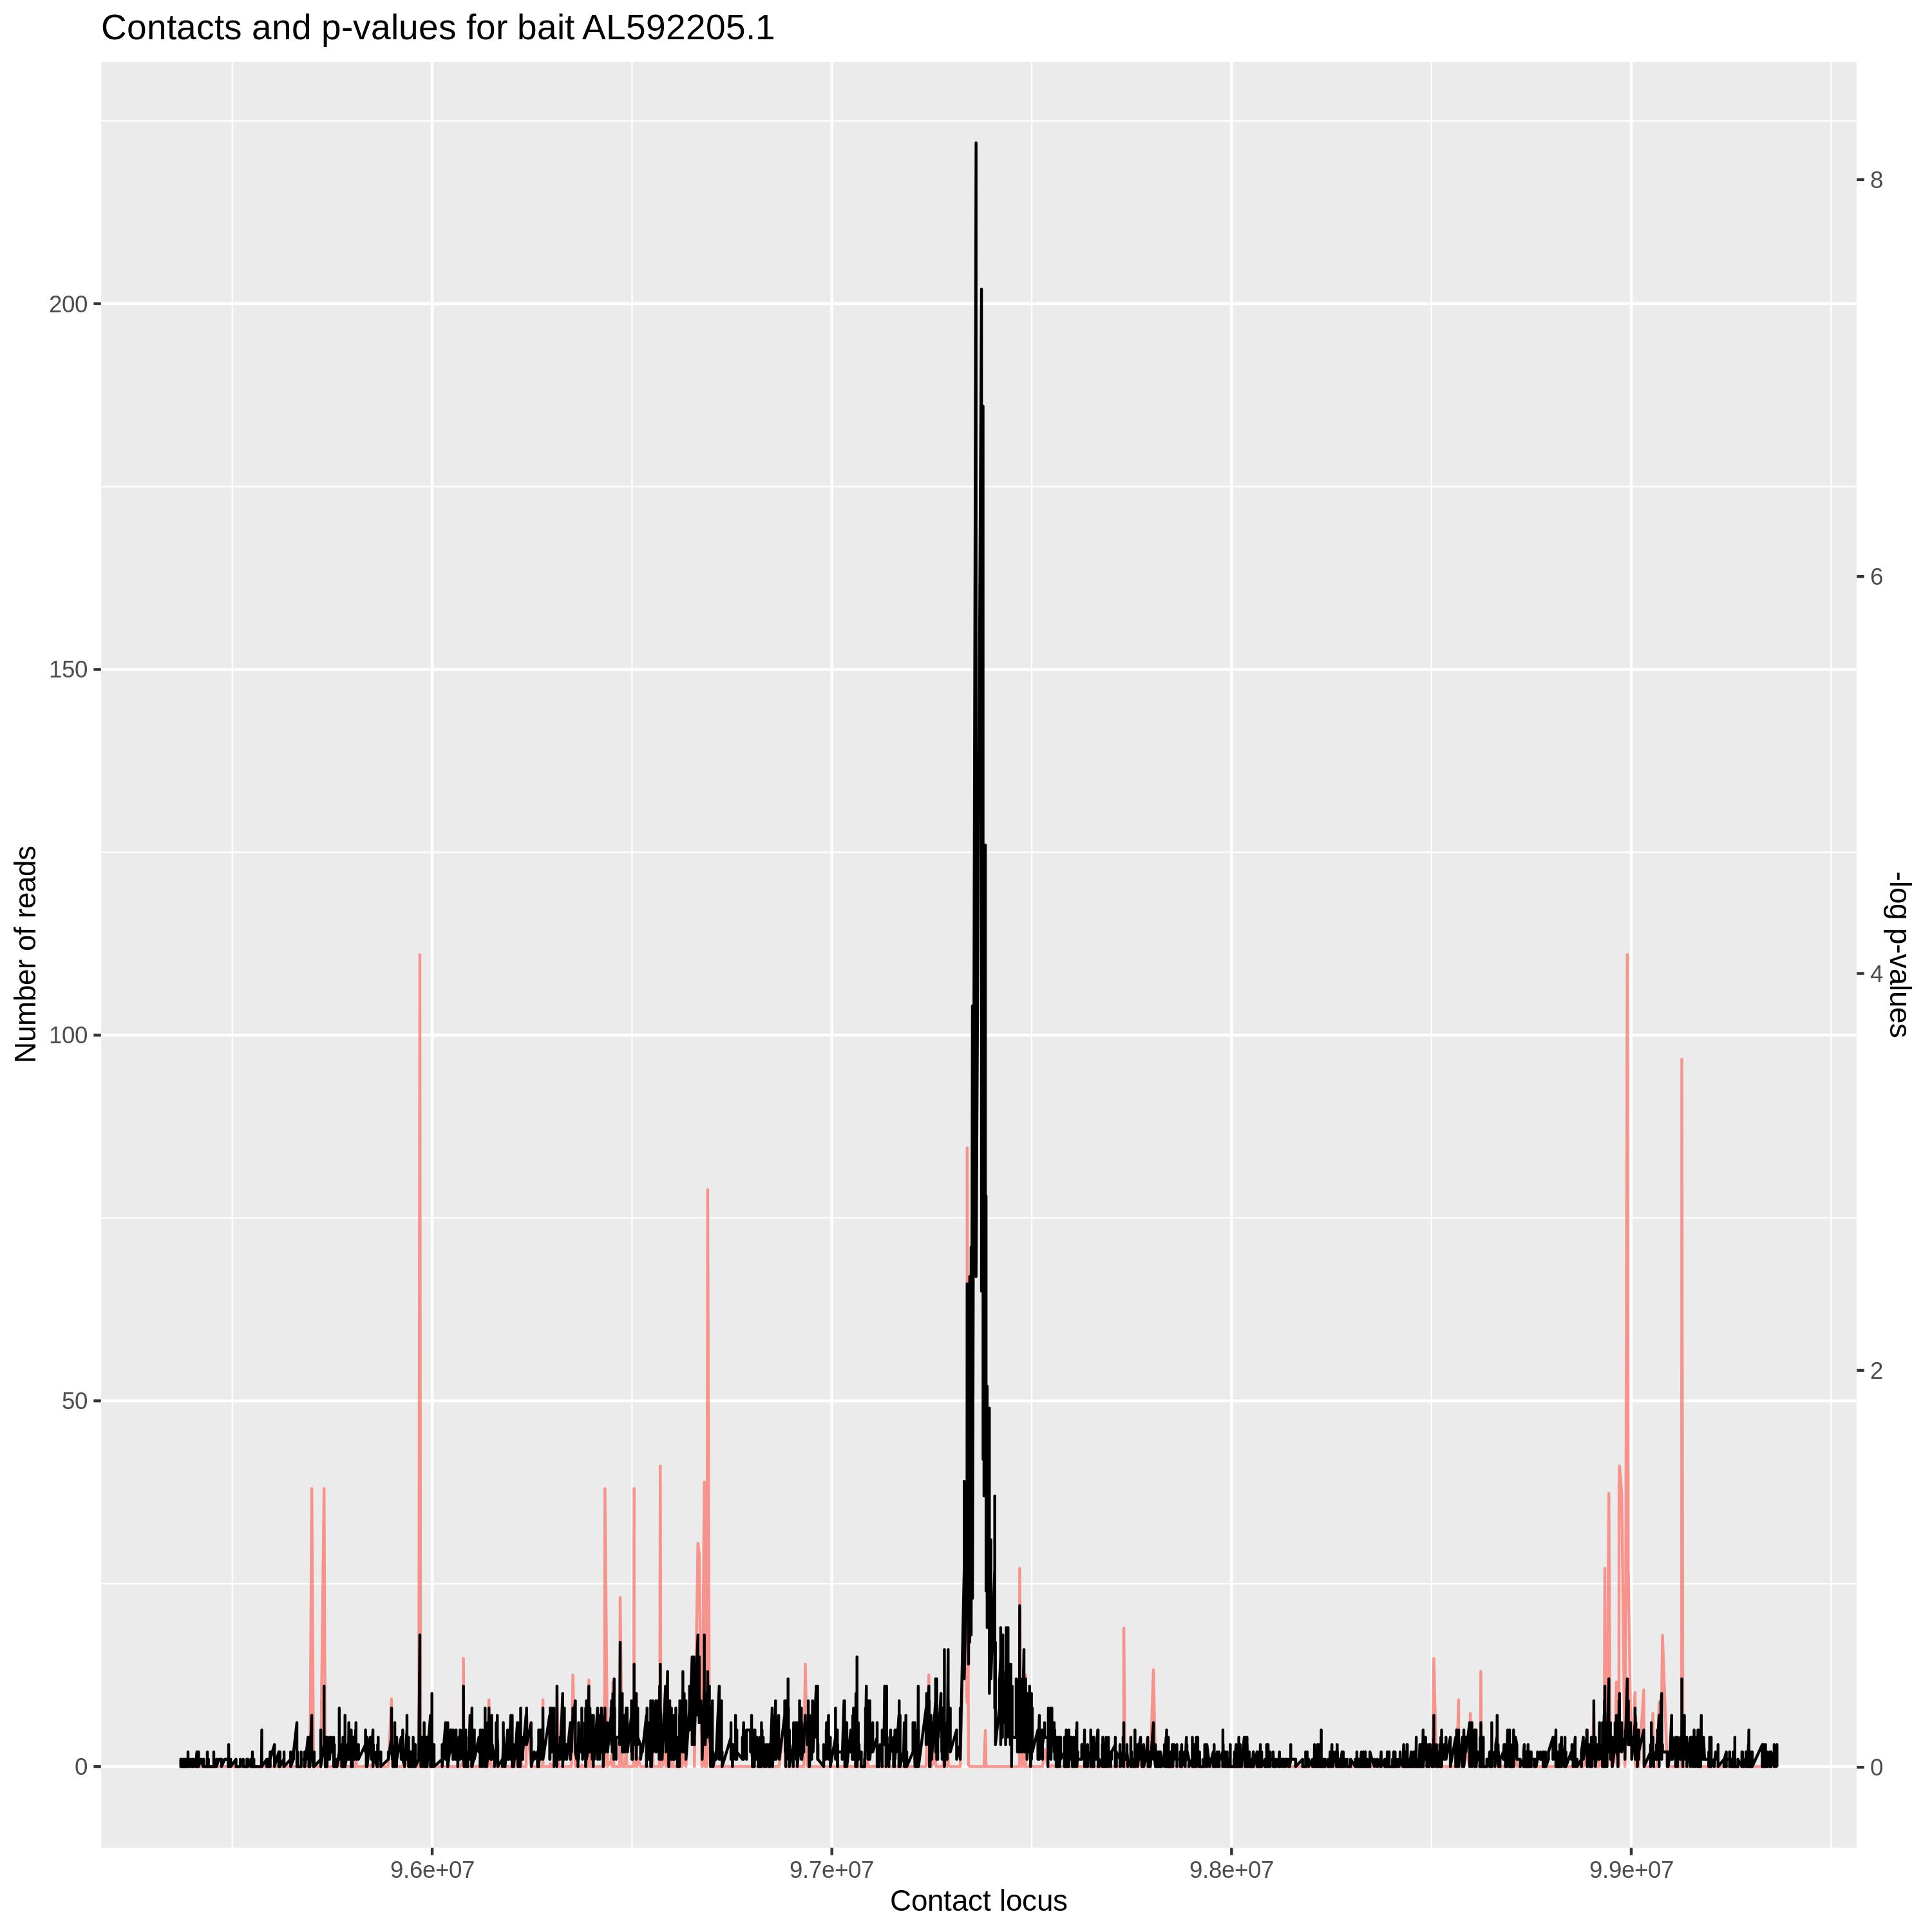 Contacts and p-values for bait AL592205.1
Number of reads
200
150
100
50
0
8
6
4
2
0
-log p-values
9.6e+07 9.7e+07 9.8e+07 9.9e+07
Contact locus